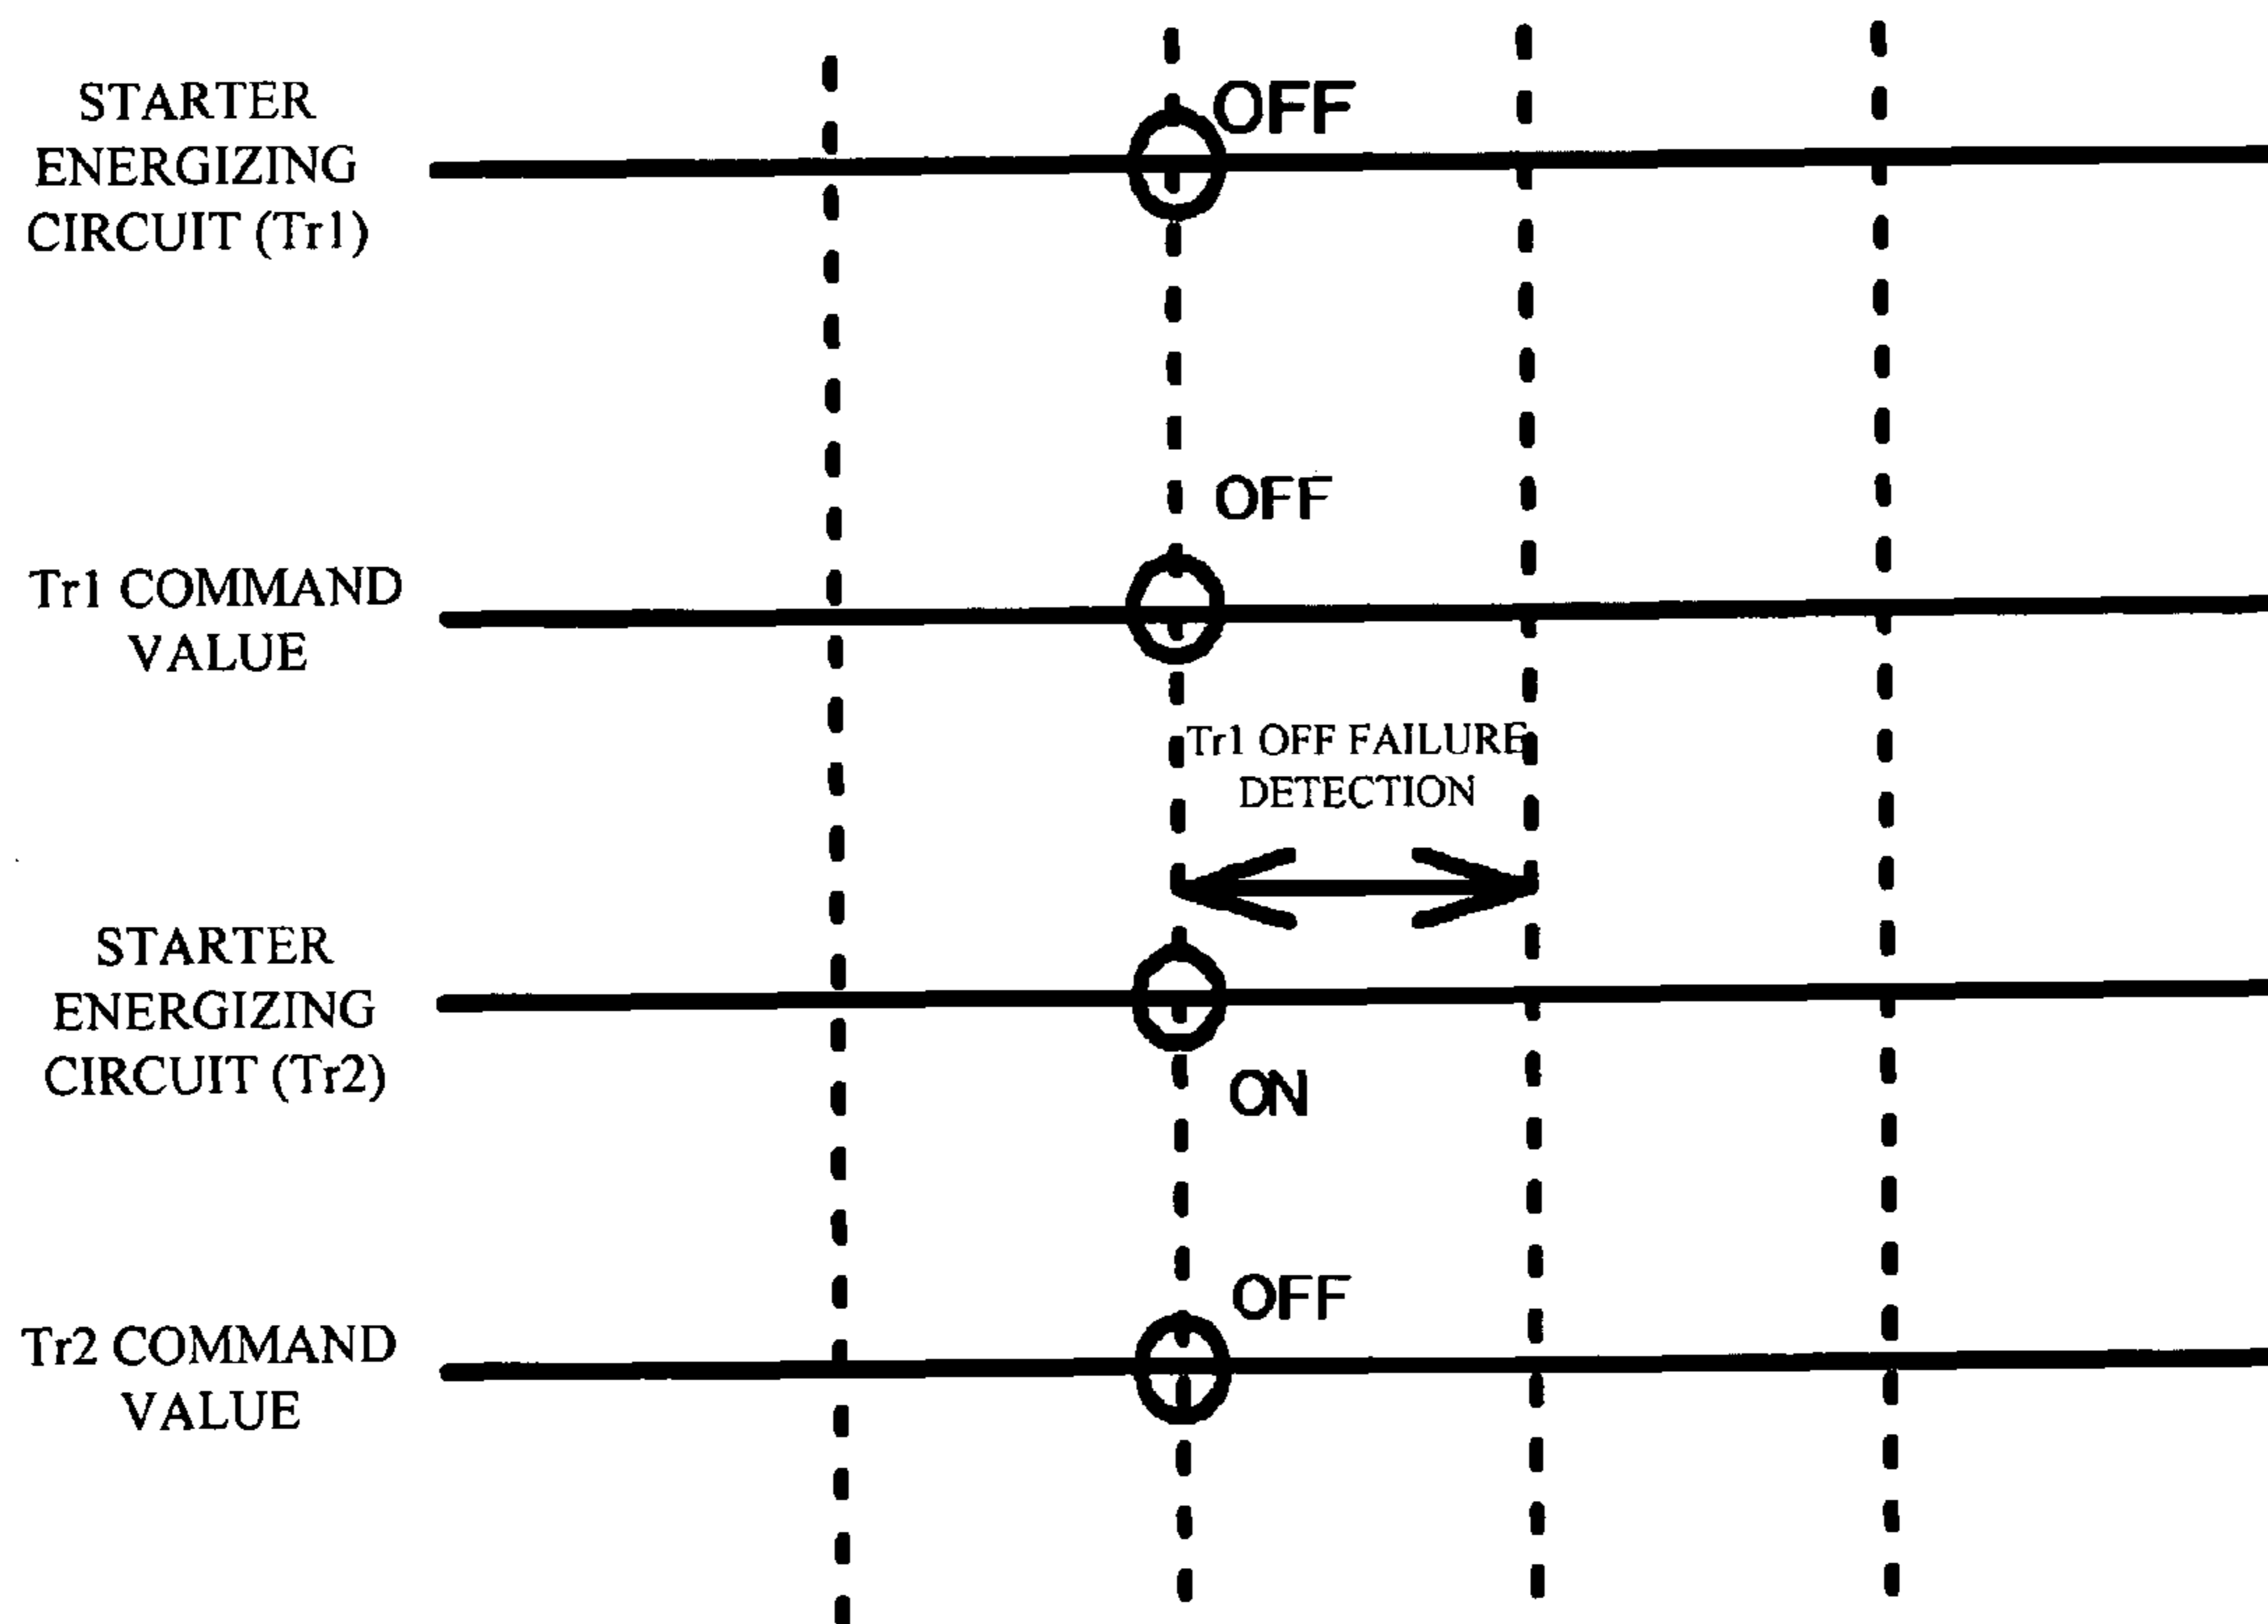 STARTER
ENERGIZING
CIRCUIT (Tr1)
OFF
Tr1 COMMAND
VALUE
OFF
Tr1 OFF FAILURE
DETECTION
STARTER
ENERGIZING
CIRCUIT (Tr2)
ON
Tr2 COMMAND
VALUE
OFF